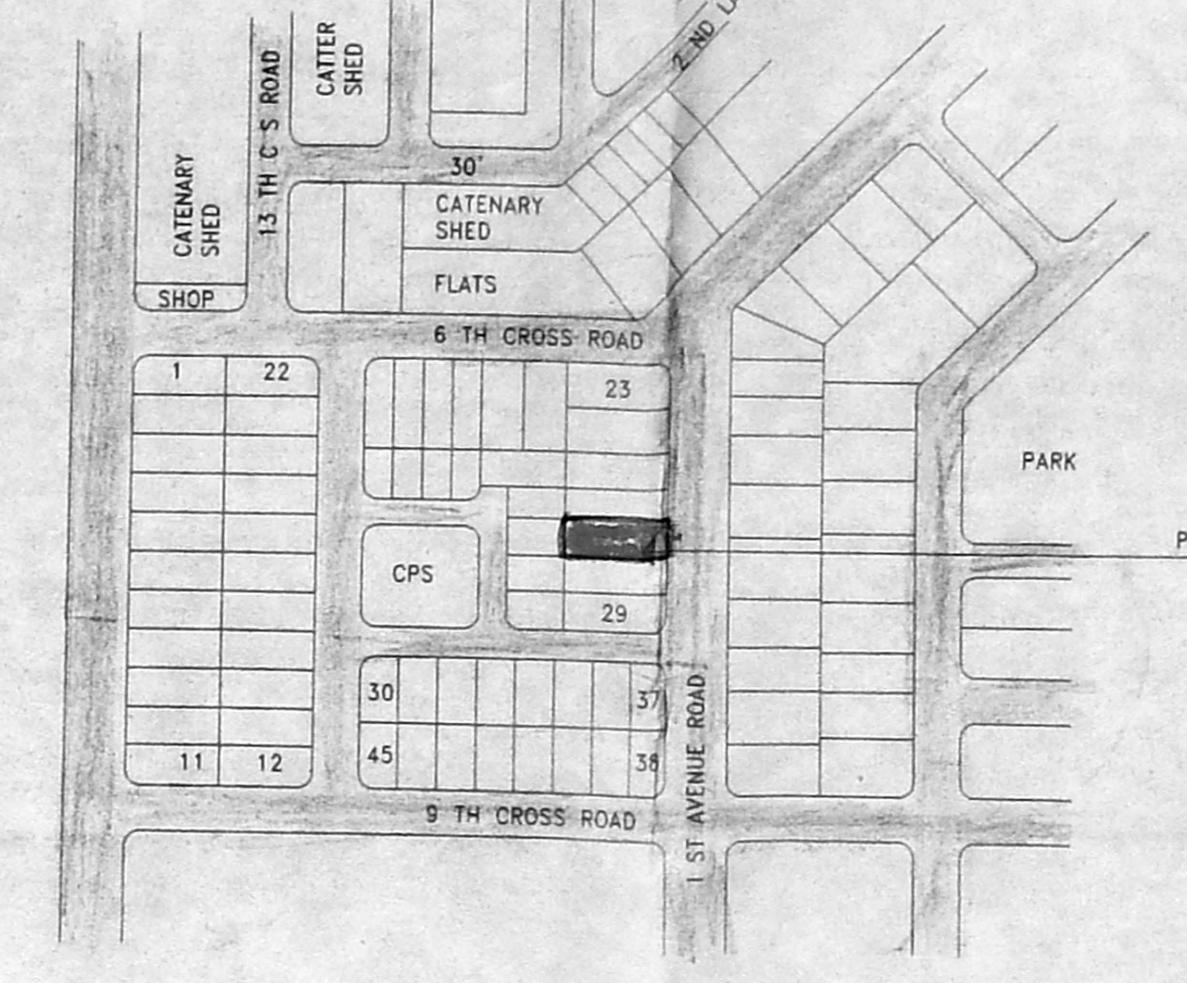 CATTER
SHED
2 ND
13 TH C S ROAD
CATENARY
SHED
30'
CATENARY
SHED
FLATS
SHOP
6 TH CROSS ROAD
1
22
23
PARK
P
CPS
29
30
37
45
38
11
12
1 ST AVENUE ROAD
9 TH CROSS ROAD